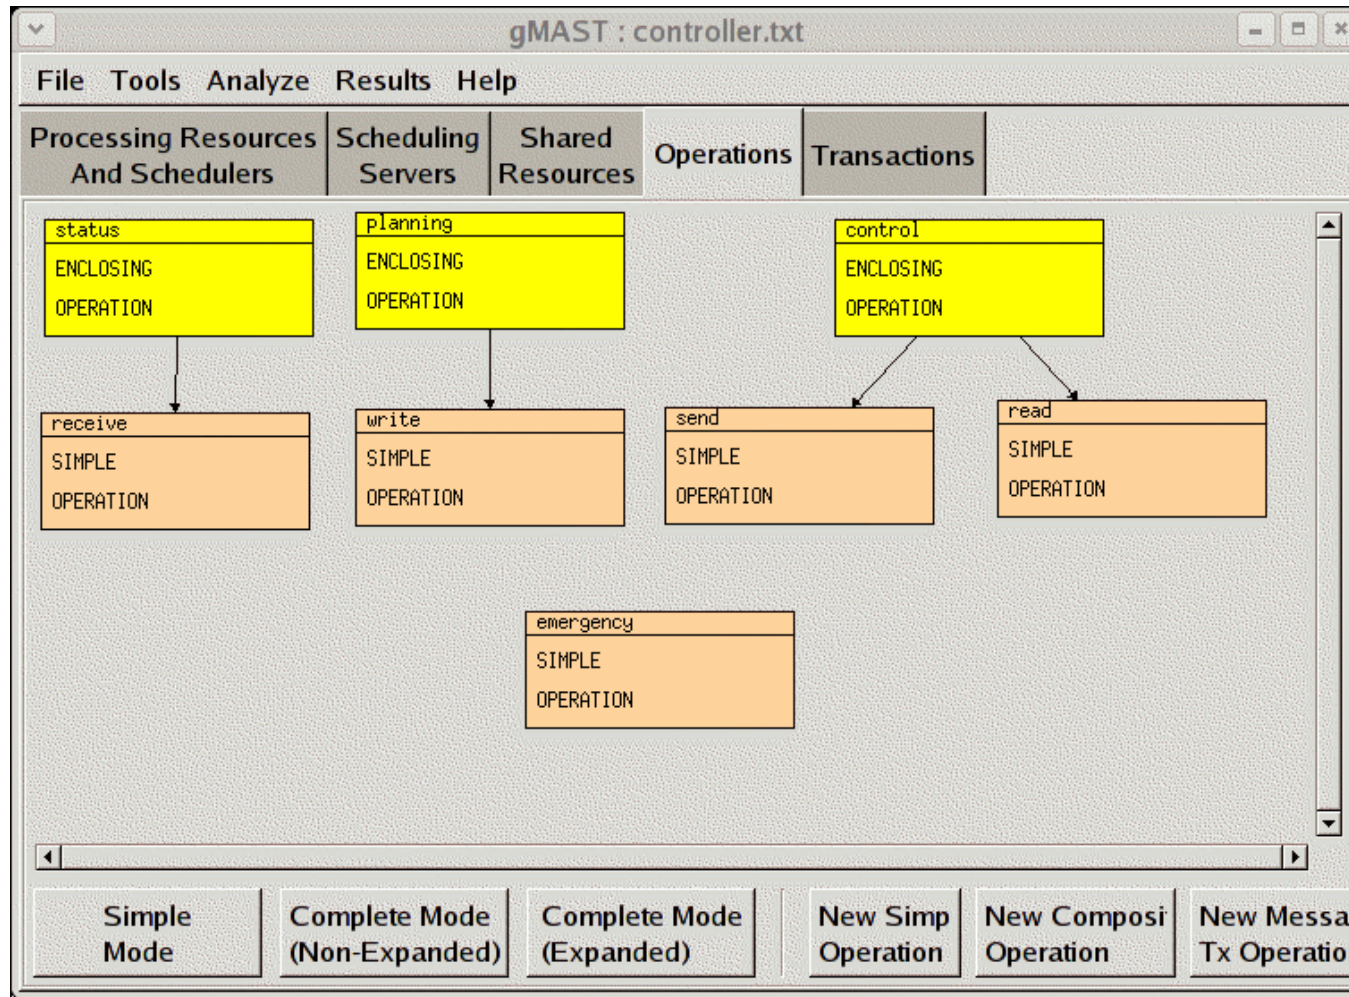 gMAST : controller.txt
File Tools Analyze Results Help
Processing Resources
And Schedulers
Scheduling
Servers
Shared
Resources
Operations
Transactions
status
ENCLOSING
OPERATION
planning
ENCLOSING
OPERATION
control
ENCLOSING
OPERATION
receive
SIMPLE
OPERATION
write
SIMPLE
OPERATION
send
SIMPLE
OPERATION
read
SIMPLE
OPERATION
emergency
SIMPLE
OPERATION
Simple
Mode
Complete Mode
(Non-Expanded)
Complete Mode
(Expanded)
New Simp
Operation
New Composi
Operation
New Messa
Tx Operatio